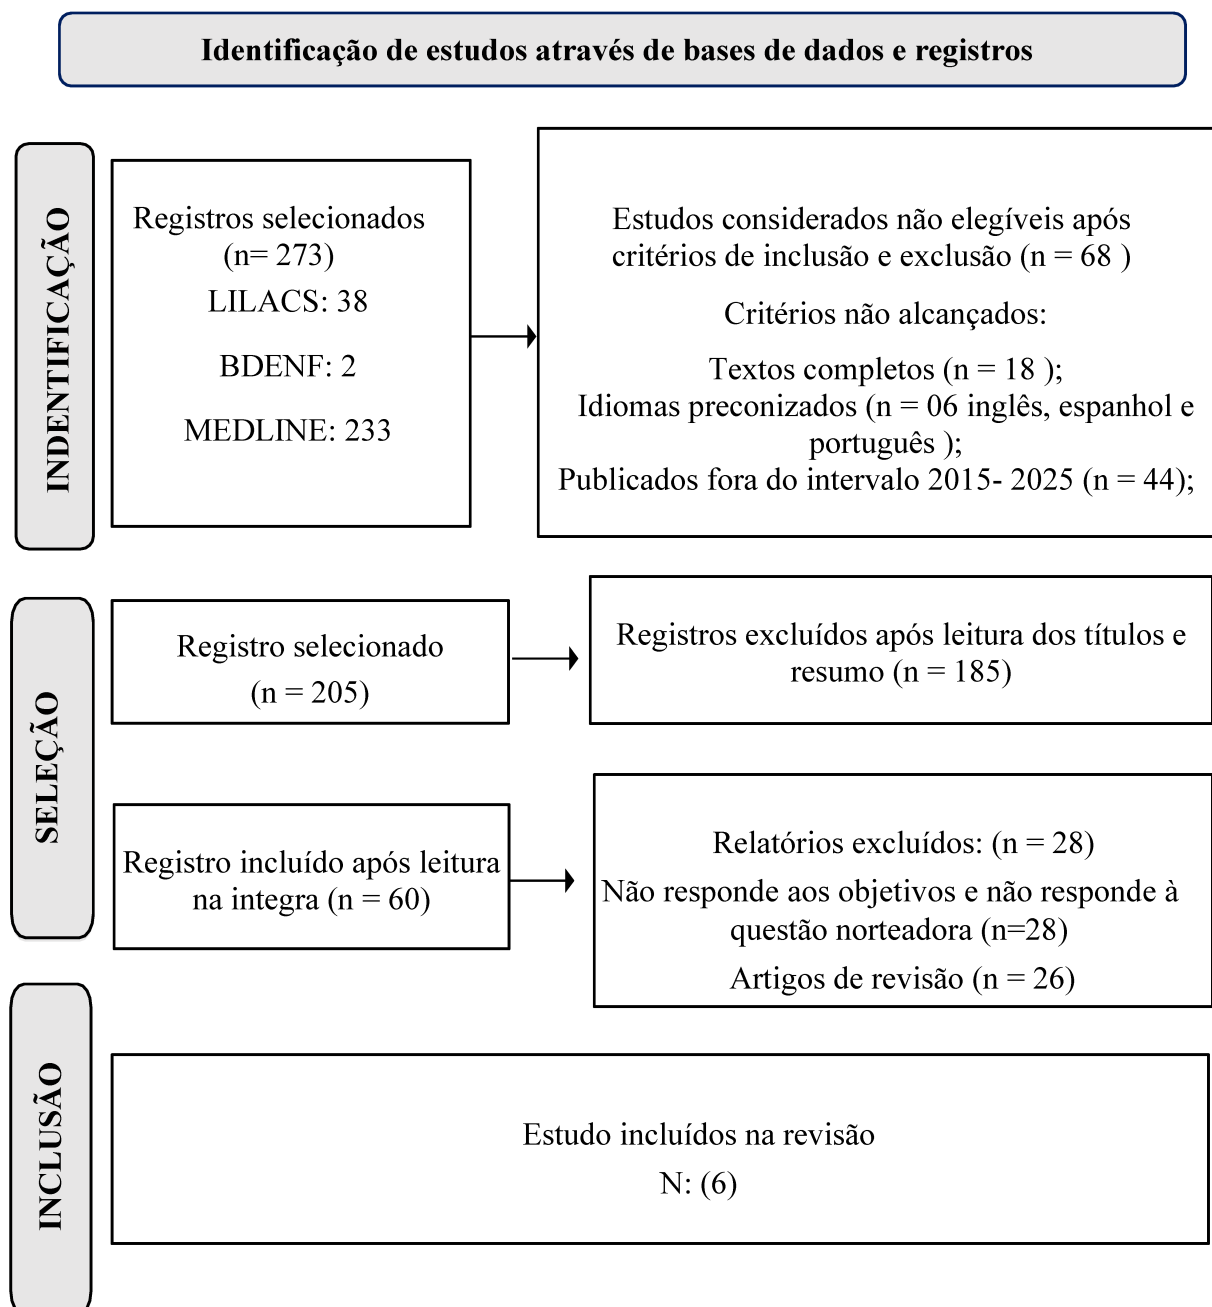 Identificação de estudos através de bases de dados e registros
INDENTIFICAÇÃO
Registros selecionados
(n= 273)
LILACS: 38
BDENF: 2
MEDLINE: 233
Estudos considerados não elegíveis após
critérios de inclusão e exclusão (n = 68 )
Critérios não alcançados:
Textos completos (n = 18 );
Idiomas preconizados (n = 06 inglês, espanhol e
português );
Publicados fora do intervalo 2015- 2025 (n = 44);
SELEÇÃO
Registro selecionado
(n = 205)
Registros excluídos após leitura dos títulos e
resumo (n = 185)
Registro incluído após leitura
na integra (n = 60)
Relatórios excluídos: (n = 28)
Não responde aos objetivos e não responde à
questão norteadora (n=28)
Artigos de revisão (n = 26)
INCLUSÃO
Estudo incluídos na revisão
N: (6)